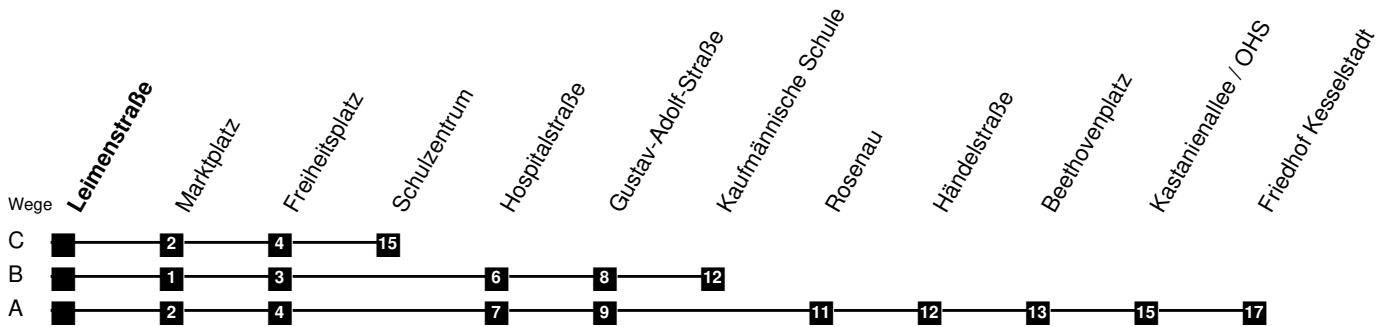 Leimenstraße
Marktplatz
Freiheitsplatz
Schulzentrum
Hospitalstraße
Gustav-Adolf-Straße
Kaufmännische Schule
Rosenau
Händelstraße
Beethovenplatz
Kastanienallee / OHS
Friedhof Kesselstadt
Wege
C 2 4 15
B 1 3 6 8 12
A 2 4 7 9 11 12 13 15 17